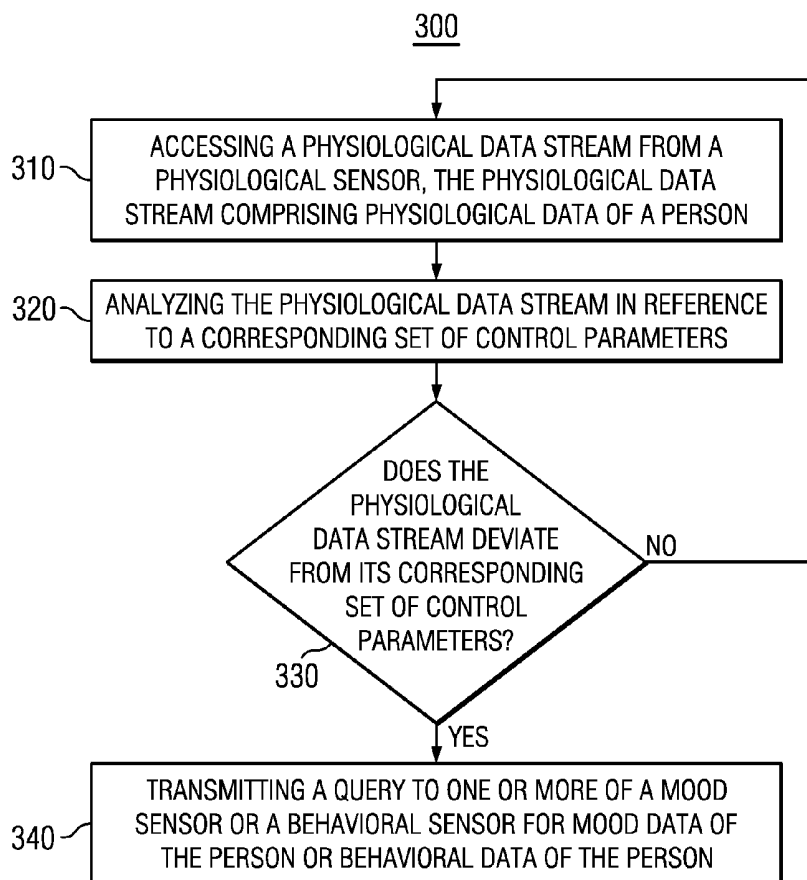 300
310
ACCESSING A PHYSIOLOGICAL DATA STREAM FROM A
PHYSIOLOGICAL SENSOR, THE PHYSIOLOGICAL DATA
STREAM COMPRISING PHYSIOLOGICAL DATA OF A PERSON
320
ANALYZING THE PHYSIOLOGICAL DATA STREAM IN REFERENCE
TO A CORRESPONDING SET OF CONTROL PARAMETERS
DOES THE
PHYSIOLOGICAL
DATA STREAM DEVIATE
FROM ITS CORRESPONDING
SET OF CONTROL
PARAMETERS?
NO
330
YES
340
TRANSMITTING A QUERY TO ONE OR MORE OF A MOOD
SENSOR OR A BEHAVIORAL SENSOR FOR MOOD DATA OF
THE PERSON OR BEHAVIORAL DATA OF THE PERSON